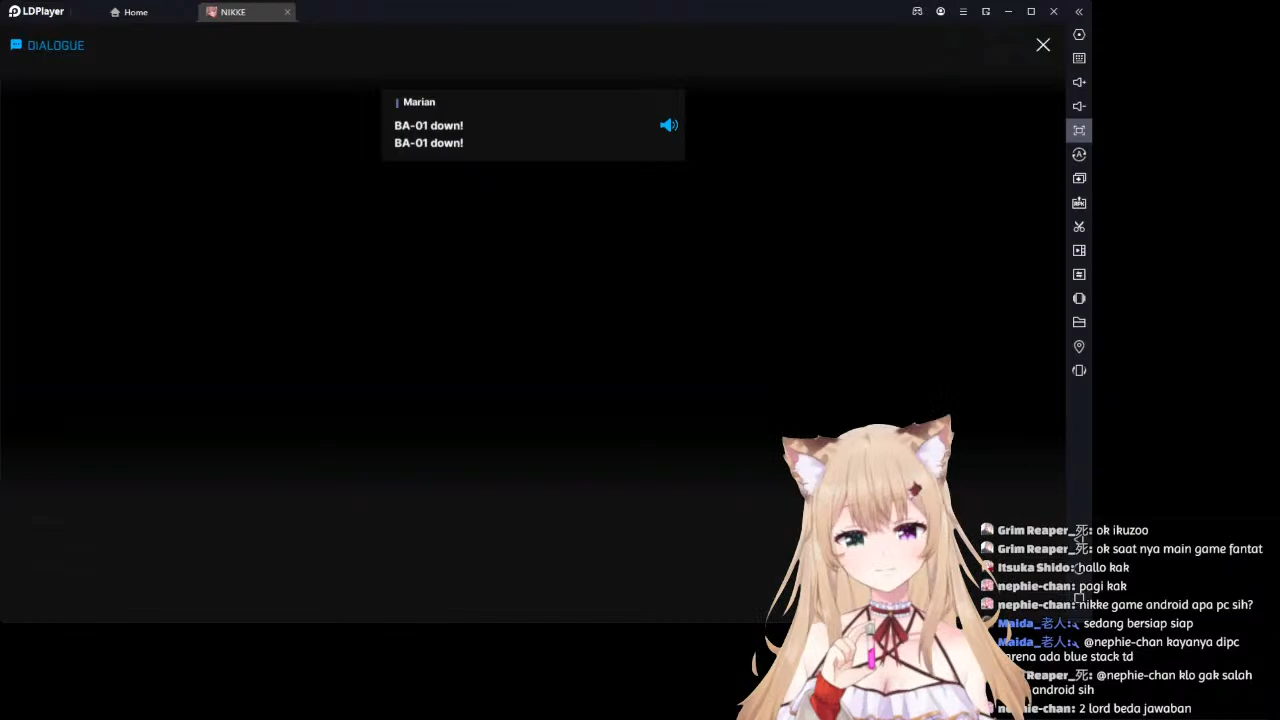 LDPlayer
Home
NIKKE
DIALOGUE
Marian
BA-01 down!
BA-01 down!
Grim Reaper_死: ok ikuzoo
Grim Reaper_死: ok saat nya main game fantat
Itsuka Shido: hallo kak
nephie-chan: pagi kak
nephie-chan: nikke game android apa pc sih?
Maida_老人: sedang bersiap siap
Maida_老人: @nephie-chan kayanya dipc
arena ada blue stack td
Reaper_死: @nephie-chan klo gak salah
android sih
nephie-chan: 2 lord beda jawaban